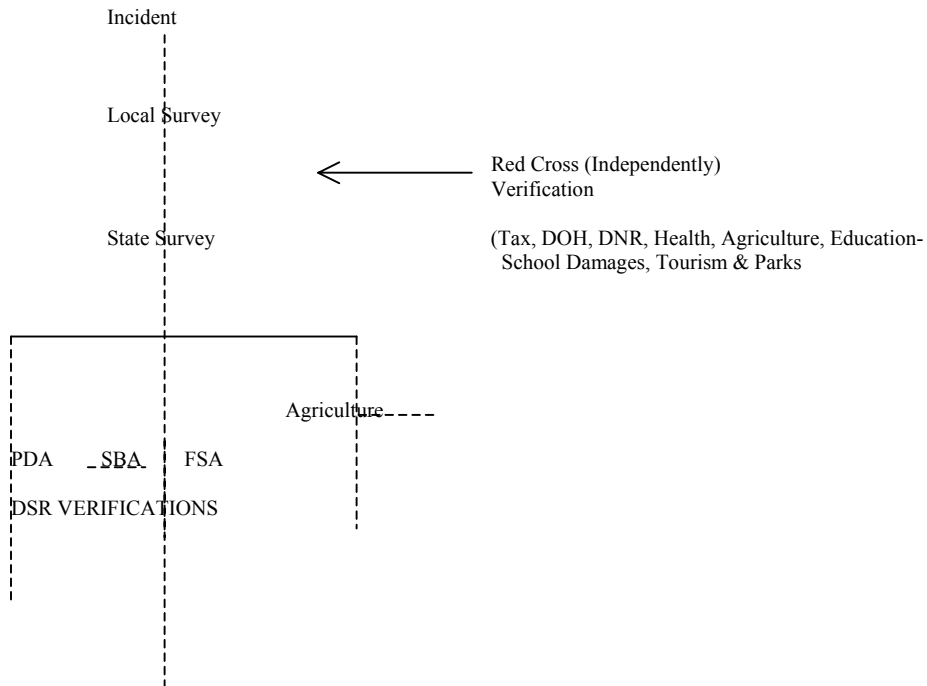 Incident
Local Survey
Red Cross (Independently)
Verification
State Survey
(Tax, DOH, DNR, Health, Agriculture, Education-
School Damages, Tourism & Parks
Agriculture
PDA SBA FSA
DSR VERIFICATIONS